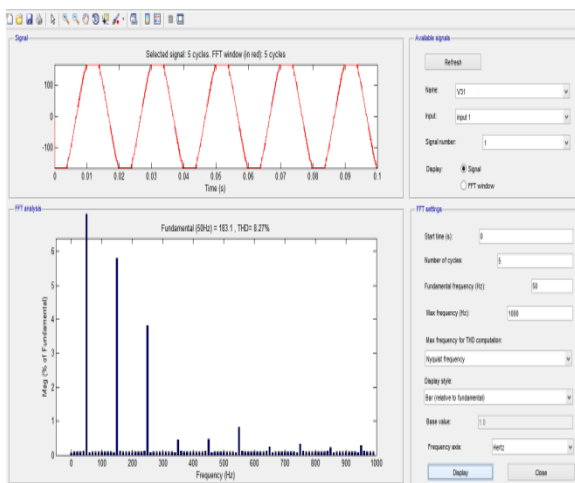 Signal
Selected signal: 5 cycles. FFT window (in red): 5 cycles
100
0
-100
0
0.01
0.02
0.03
0.04
0.05
0.06
0.07
0.08
0.09
0.1
Time (s)
FFT analysis
Fundamental (50Hz) = 183.1 , THD= 8.27%
Mag (% of Fundamental)
6
5
4
3
2
1
0
0
100
200
300
400
500
600
700
800
900
1000
Frequency (Hz)
Available signals
Refresh
Name:
V31
Input:
input 1
Signal number:
1
Display:
Signal
FFT window
FFT settings
Start time (s):
0
Number of cycles:
5
Fundamental frequency (Hz):
50
Max frequency (Hz):
1000
Max frequency for THD computation:
Nyquist frequency
Display style:
Bar (relative to fundamental)
Base value:
1.0
Frequency axis:
Hertz
Display
Close